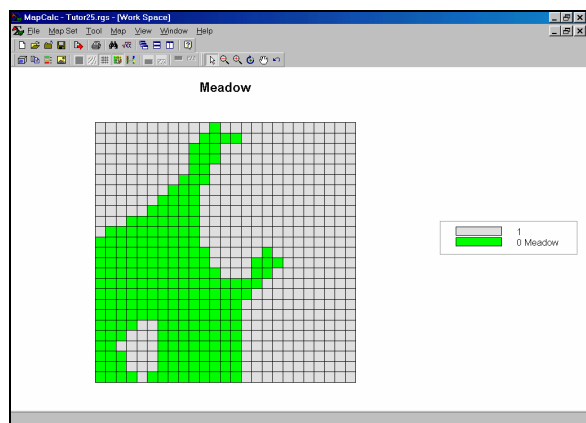 MapCalc - Tutor25.rgs - [Work Space]
File Map Set Tool Map View Window Help
Meadow
1
0 Meadow